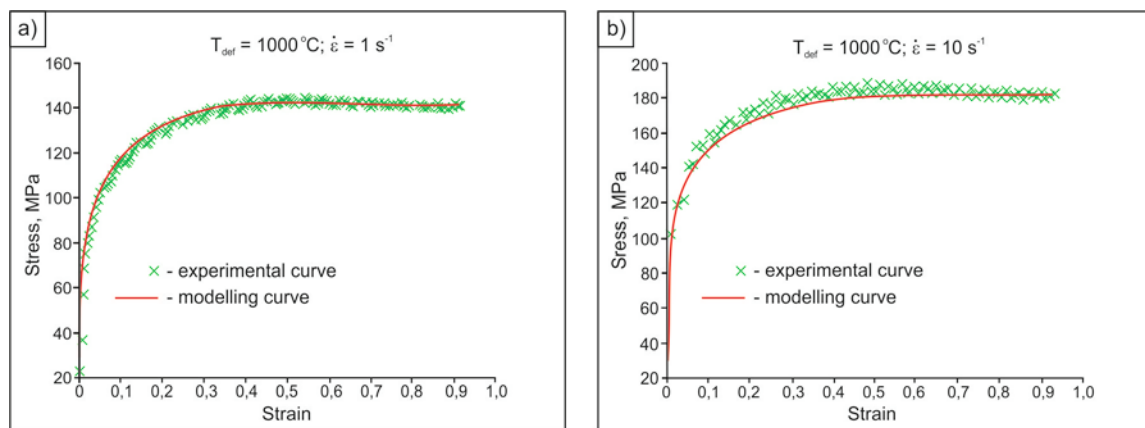 a)
T_def = 1000 °C; ε̇ = 1 s⁻¹
160
140
120
100
80
60
40
20
Stress, MPa
× - experimental curve
- modelling curve
0 0,1 0,2 0,3 0,4 0,5 0,6 0,7 0,8 0,9 1,0
Strain
b)
T_def = 1000 °C; ε̇ = 10 s⁻¹
200
180
160
140
120
100
80
60
40
20
Sress, MPa
× - experimental curve
- modelling curve
0 0,1 0,2 0,3 0,4 0,5 0,6 0,7 0,8 0,9 1,0
Strain